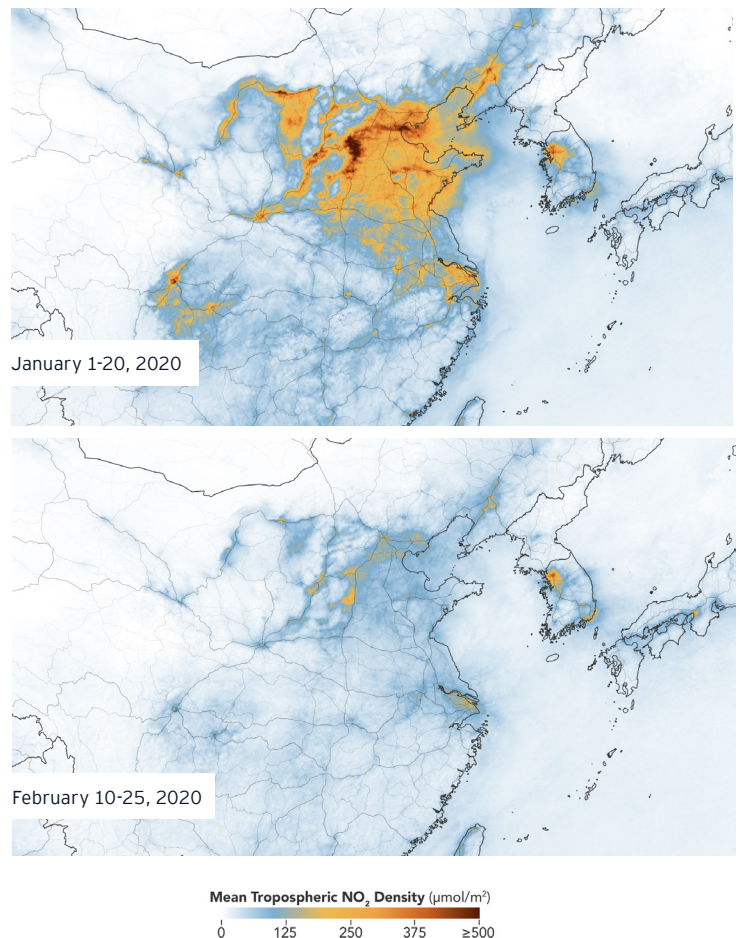 January 1-20, 2020
February 10-25, 2020
Mean Tropospheric NO₂ Density (µmol/m²)
0 125 250 375 ≥500